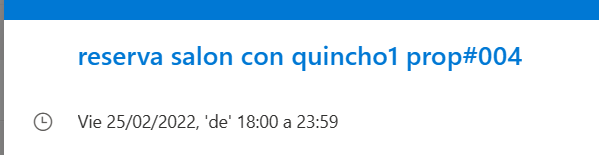 reserva salon con quincho1 prop#004
Vie 25/02/2022, 'de' 18:00 a 23:59